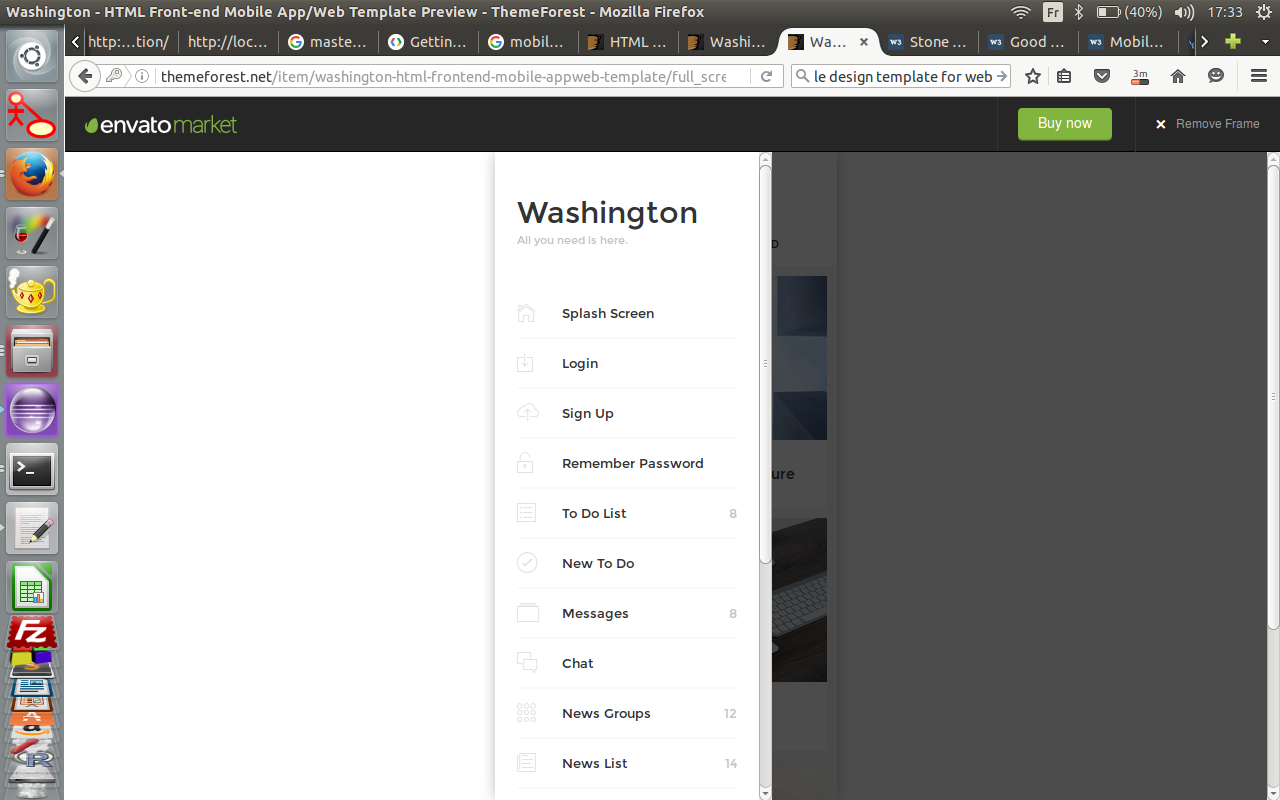 Washington - HTML Front-end Mobile App/Web Template Preview - ThemeForest - Mozilla Firefox
Fr
(40%)
17:33
http:...tion/
http://loc...
maste...
Gettin...
mobil...
HTML ...
Washi...
Wa...
Stone ...
Good ...
Mobil...
themeforest.net/item/washington-html-frontend-mobile-appweb-template/full_scre
le design template for web
3m
envato market
Buy now
Remove Frame
Washington
All you need is here.
Splash Screen
Login
Sign Up
Remember Password
To Do List 8
ure
New To Do
Messages 8
Chat
News Groups 12
News List 14